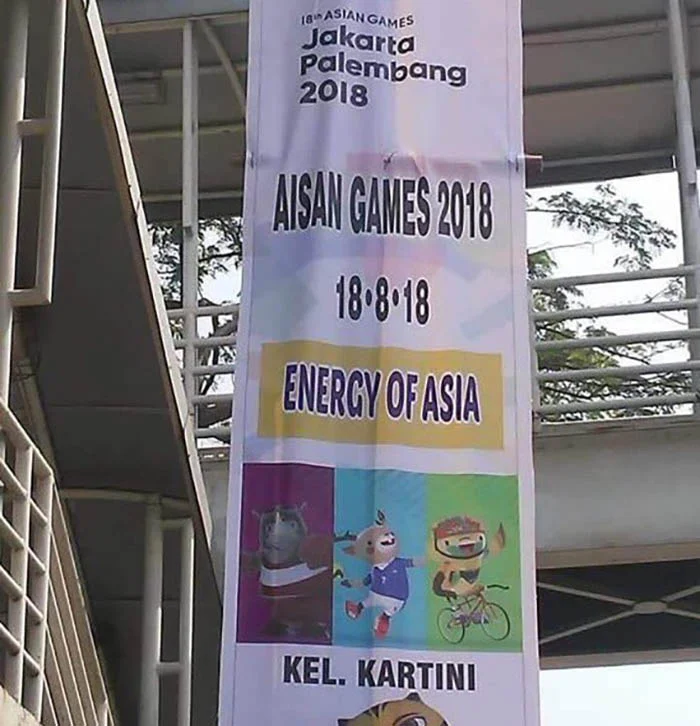 18th ASIAN GAMES
Jakarta
Palembang
2018
AISAN GAMES 2018
18•8•18
ENERGY OF ASIA
KEL. KARTINI